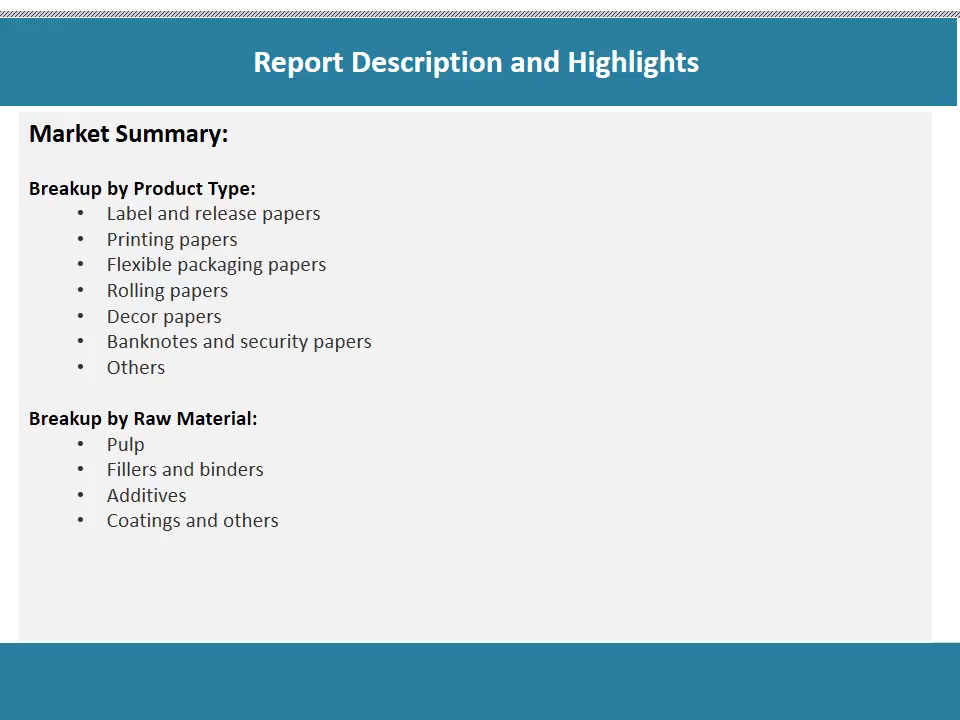 Report Description and Highlights
Market Summary:
Breakup by Product Type:
• Label and release papers
• Printing papers
• Flexible packaging papers
• Rolling papers
• Decor papers
• Banknotes and security papers
• Others
Breakup by Raw Material:
• Pulp
• Fillers and binders
• Additives
• Coatings and others